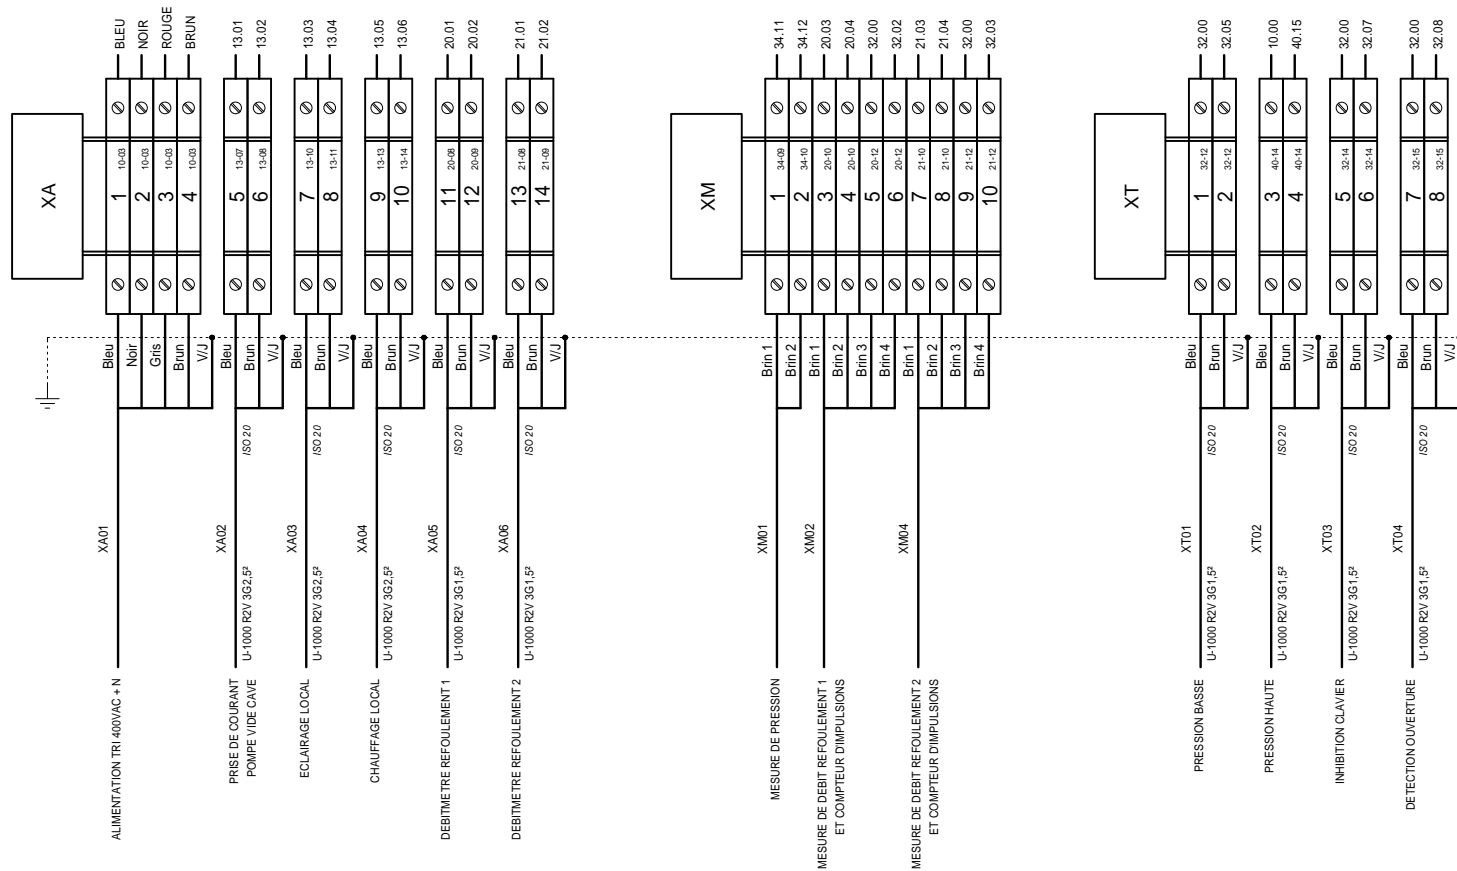 BLEU
NOIR
ROUGE
BRUN
13.01
13.02
13.03
13.04
13.05
13.06
20.01
20.02
21.01
21.02
34.11
34.12
20.03
20.04
32.00
32.02
21.03
21.04
32.00
32.03
32.00
32.05
10.00
40.15
32.00
32.07
32.00
32.08
XA
1 10-03
2 10-03
3 10-03
4 10-03
5 13-07
6 13-08
7 13-10
8 13-11
9 13-13
10 13-14
11 20-08
12 20-09
13 21-08
14 21-09
XM
1 34-09
2 34-10
3 20-10
4 20-10
5 20-12
6 20-12
7 21-10
8 21-10
9 21-12
10 21-12
XT
1 32-12
2 32-12
3 40-14
4 40-14
5 32-14
6 32-14
7 32-15
8 32-15
Bleu
Noir
Gris
Brun
V/J
Bleu
Brun
V/J
Bleu
Brun
V/J
Bleu
Brun
V/J
Bleu
Brun
V/J
Bleu
Brun
V/J
Brin 1
Brin 2
Brin 1
Brin 2
Brin 3
Brin 4
Brin 1
Brin 2
Brin 3
Brin 4
Bleu
Brun
V/J
Bleu
Brun
V/J
Bleu
Brun
V/J
Bleu
Brun
V/J
ISO 20
ISO 20
ISO 20
ISO 20
ISO 20
ISO 20
ISO 20
ISO 20
ISO 20
XA01
XA02
XA03
XA04
XA05
XA06
XM01
XM02
XM04
XT01
XT02
XT03
XT04
U-1000 R2V 3G2,5²
U-1000 R2V 3G2,5²
U-1000 R2V 3G2,5²
U-1000 R2V 3G1,5²
U-1000 R2V 3G1,5²
U-1000 R2V 3G1,5²
U-1000 R2V 3G1,5²
U-1000 R2V 3G1,5²
U-1000 R2V 3G1,5²
ALIMENTATION TRI 400VAC + N
PRISE DE COURANT
POMPE VIDE CAVE
ECLAIRAGE LOCAL
CHAUFFAGE LOCAL
DEBITMETRE REFOULEMENT 1
DEBITMETRE REFOULEMENT 2
MESURE DE PRESSION
MESURE DE DEBIT REFOULEMENT 1
ET COMPTEUR D'IMPULSIONS
MESURE DE DEBIT REFOULEMENT 2
ET COMPTEUR D'IMPULSIONS
PRESSION BASSE
PRESSION HAUTE
INHIBITION CLAVIER
DETECTION OUVERTURE